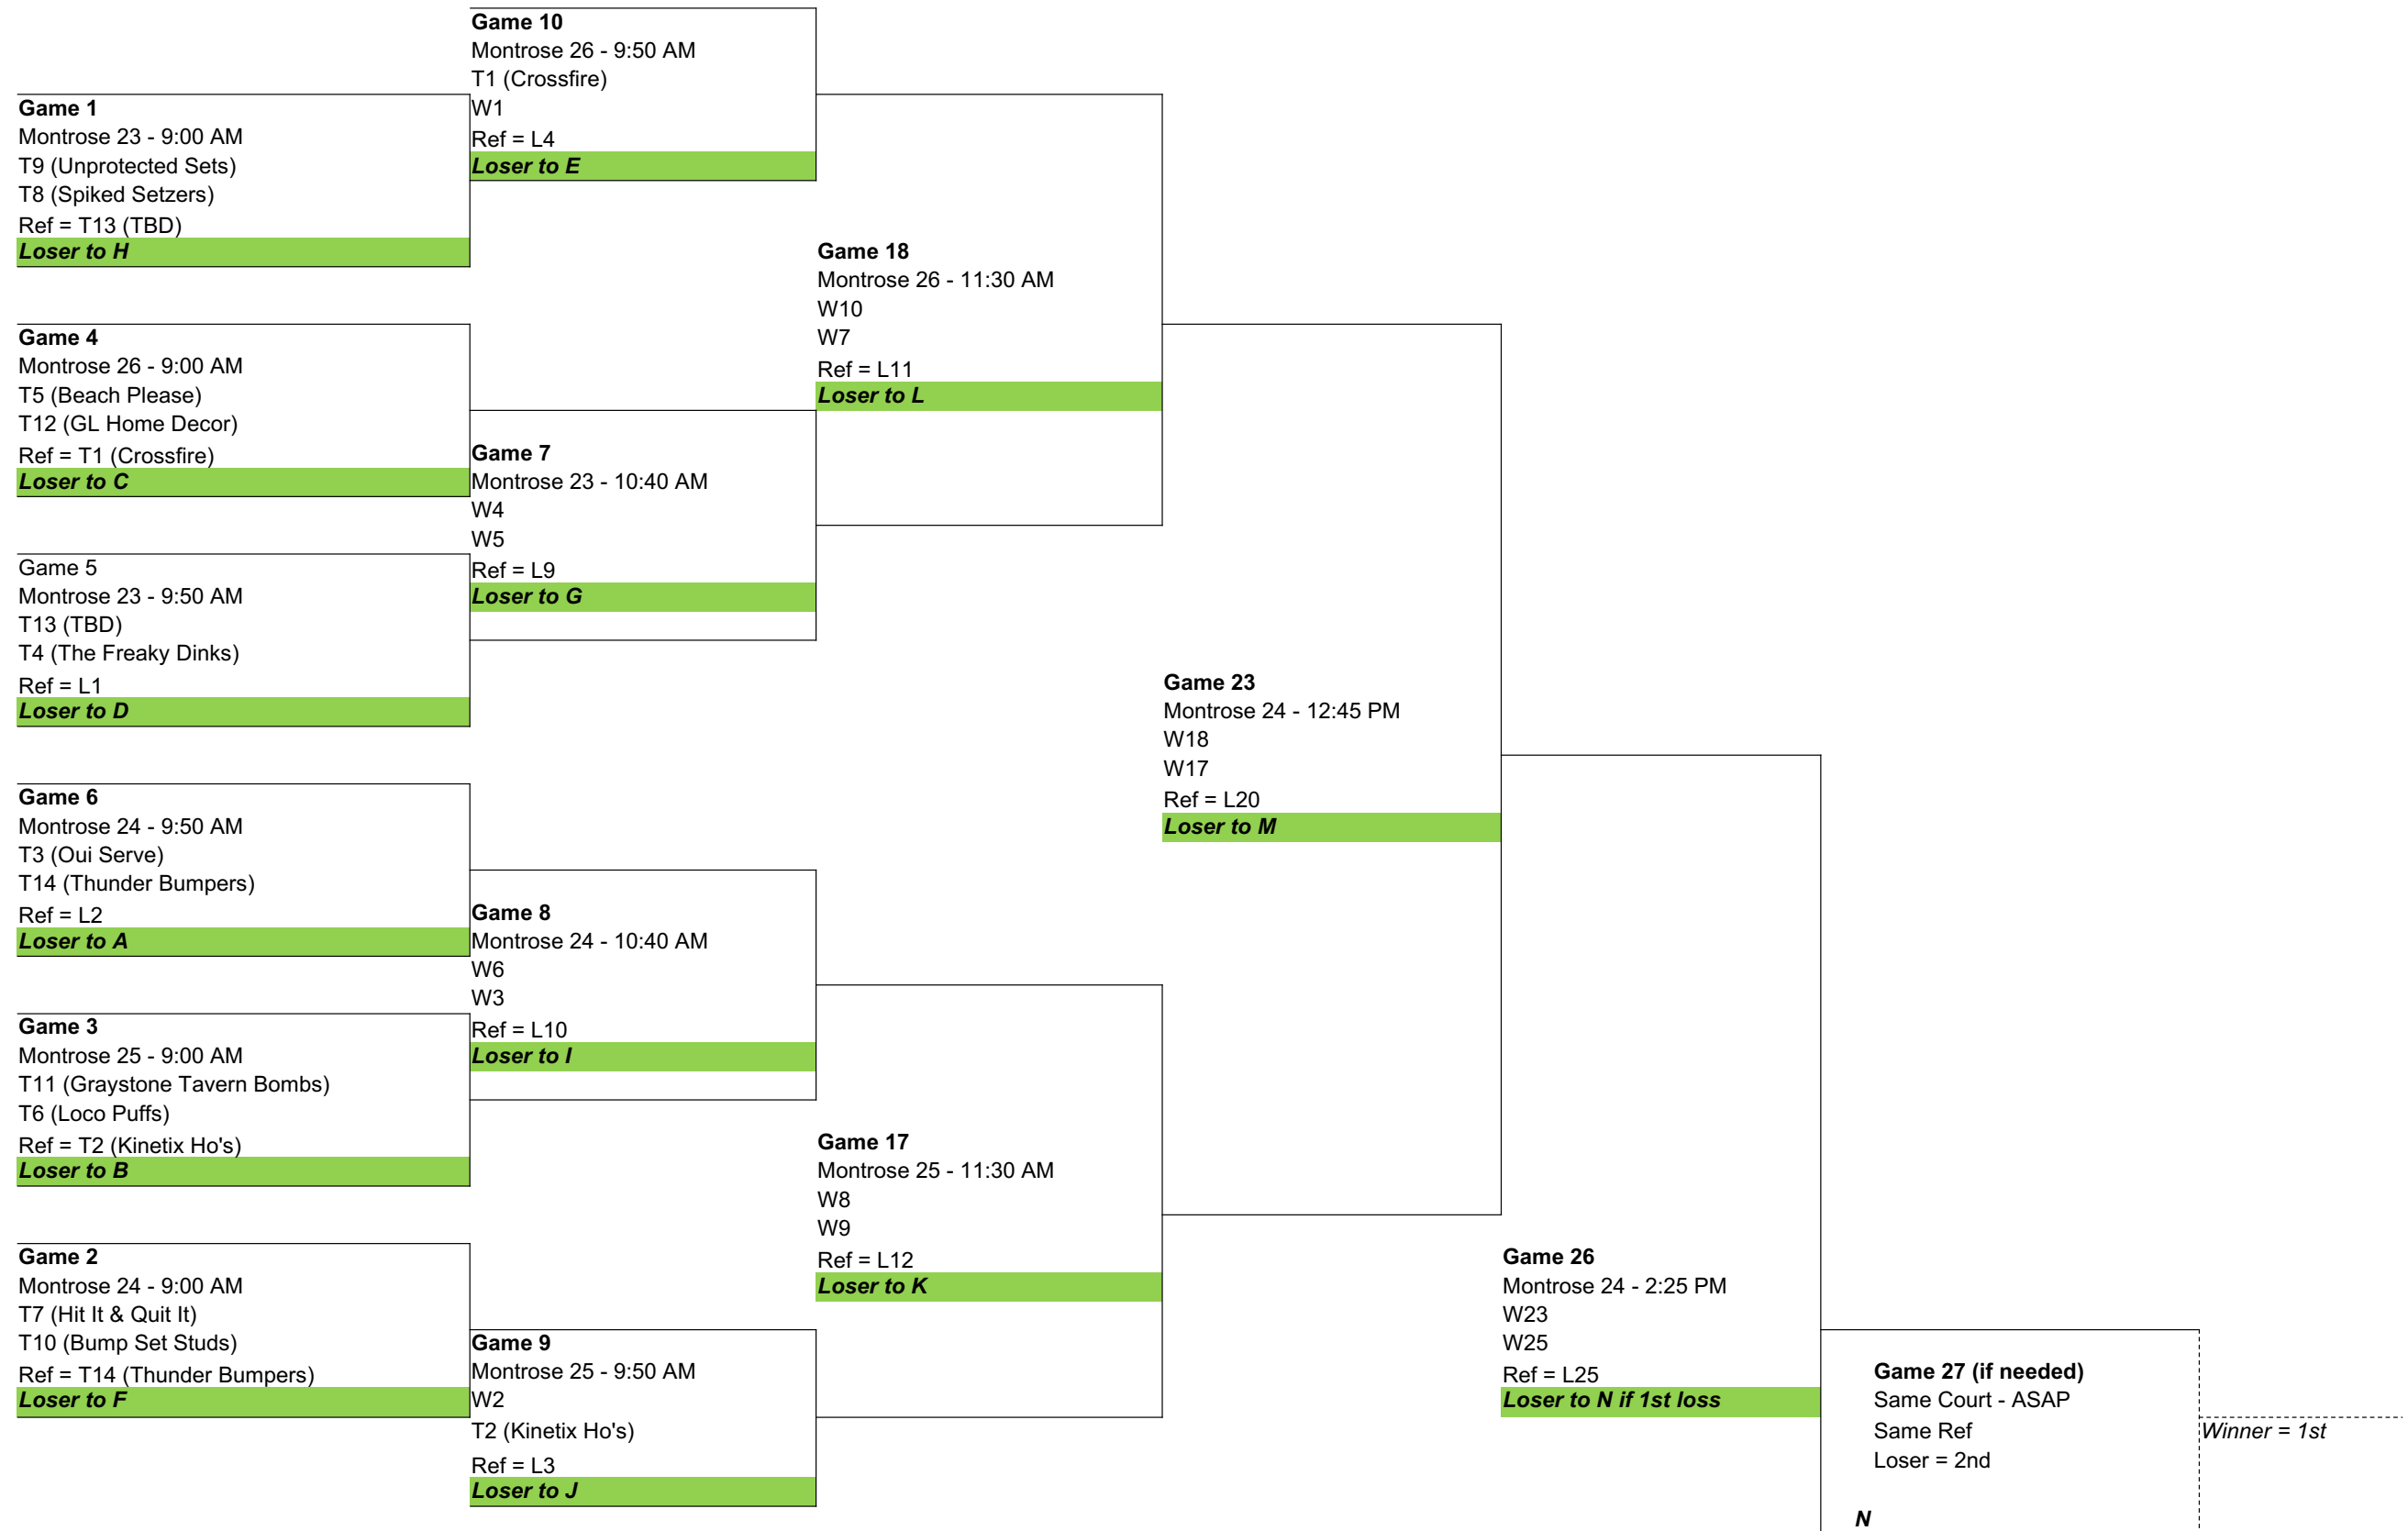 Game 1
Montrose 23 - 9:00 AM
T9 (Unprotected Sets)
T8 (Spiked Setzers)
Ref = T13 (TBD)
Loser to H
Game 4
Montrose 26 - 9:00 AM
T5 (Beach Please)
T12 (GL Home Decor)
Ref = T1 (Crossfire)
Loser to C
Game 5
Montrose 23 - 9:50 AM
T13 (TBD)
T4 (The Freaky Dinks)
Ref = L1
Loser to D
Game 6
Montrose 24 - 9:50 AM
T3 (Oui Serve)
T14 (Thunder Bumpers)
Ref = L2
Loser to A
Game 3
Montrose 25 - 9:00 AM
T11 (Graystone Tavern Bombs)
T6 (Loco Puffs)
Ref = T2 (Kinetix Ho's)
Loser to B
Game 2
Montrose 24 - 9:00 AM
T7 (Hit It & Quit It)
T10 (Bump Set Studs)
Ref = T14 (Thunder Bumpers)
Loser to F
Game 10
Montrose 26 - 9:50 AM
T1 (Crossfire)
W1
Ref = L4
Loser to E
Game 7
Montrose 23 - 10:40 AM
W4
W5
Ref = L9
Loser to G
Game 8
Montrose 24 - 10:40 AM
W6
W3
Ref = L10
Loser to I
Game 9
Montrose 25 - 9:50 AM
W2
T2 (Kinetix Ho's)
Ref = L3
Loser to J
Game 18
Montrose 26 - 11:30 AM
W10
W7
Ref = L11
Loser to L
Game 17
Montrose 25 - 11:30 AM
W8
W9
Ref = L12
Loser to K
Game 23
Montrose 24 - 12:45 PM
W18
W17
Ref = L20
Loser to M
Game 26
Montrose 24 - 2:25 PM
W23
W25
Ref = L25
Loser to N if 1st loss
Game 27 (if needed)
Same Court - ASAP
Same Ref
Loser = 2nd
N
Winner = 1st